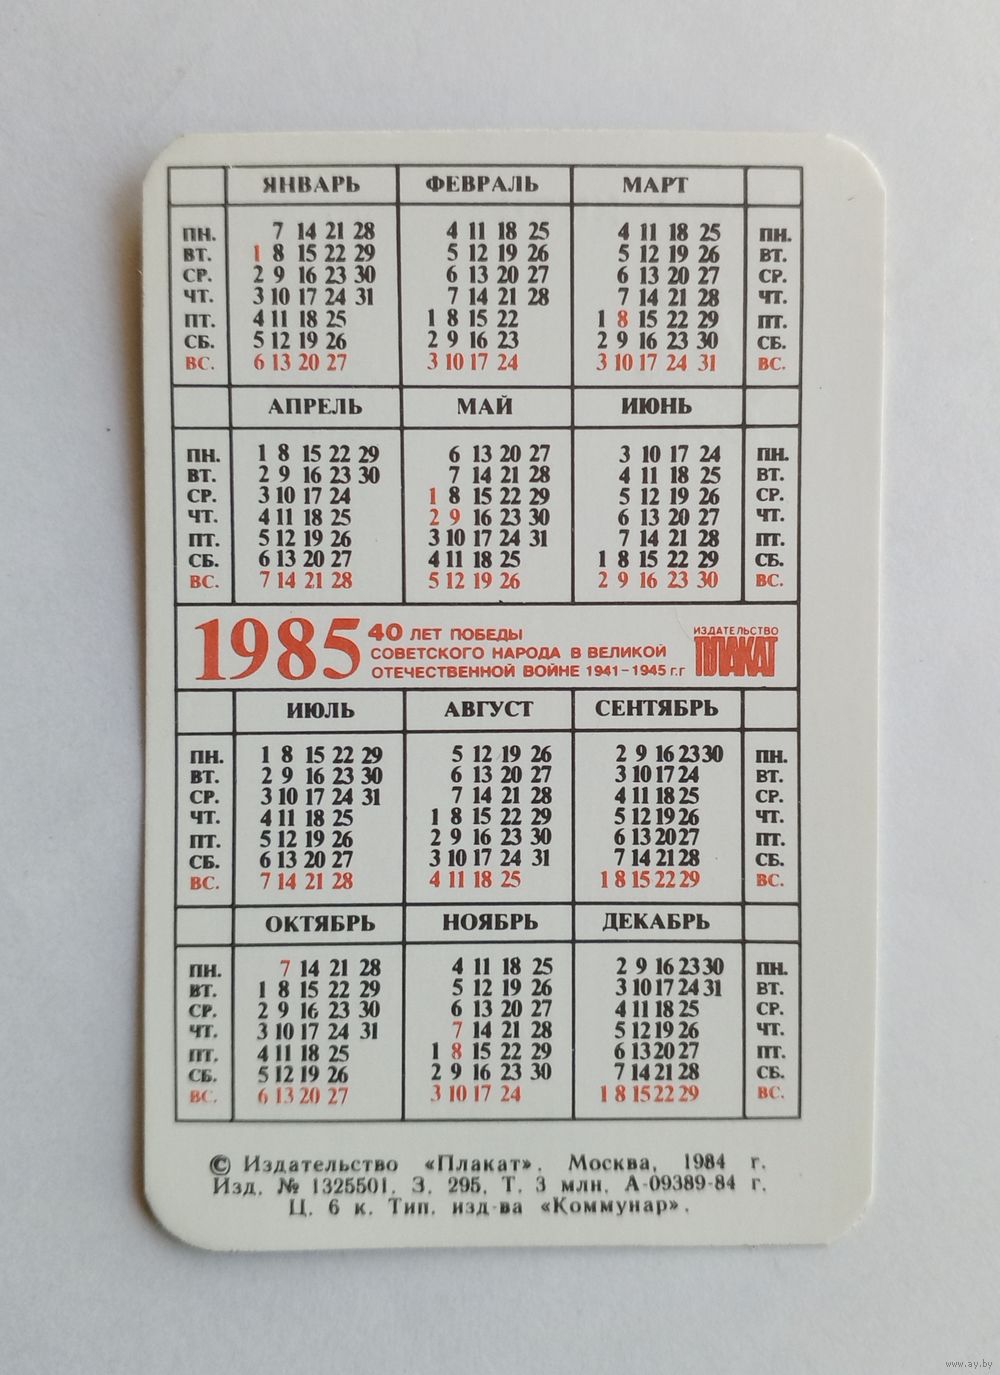 ЯНВАРЬ ФЕВРАЛЬ МАРТ
ПН. 7 14 21 28 4 11 18 25 4 11 18 25 ПН.
ВТ. 1 8 15 22 29 5 12 19 26 5 12 19 26 ВТ.
СР. 2 9 16 23 30 6 13 20 27 6 13 20 27 СР.
ЧТ. 3 10 17 24 31 7 14 21 28 7 14 21 28 ЧТ.
ПТ. 4 11 18 25 1 8 15 22 1 8 15 22 29 ПТ.
СБ. 5 12 19 26 2 9 16 23 2 9 16 23 30 СБ.
ВС. 6 13 20 27 3 10 17 24 3 10 17 24 31 ВС.
АПРЕЛЬ МАЙ ИЮНЬ
ПН. 1 8 15 22 29 6 13 20 27 3 10 17 24 ПН.
ВТ. 2 9 16 23 30 7 14 21 28 4 11 18 25 ВТ.
СР. 3 10 17 24 1 8 15 22 29 5 12 19 26 СР.
ЧТ. 4 11 18 25 2 9 16 23 30 6 13 20 27 ЧТ.
ПТ. 5 12 19 26 3 10 17 24 31 7 14 21 28 ПТ.
СБ. 6 13 20 27 4 11 18 25 1 8 15 22 29 СБ.
ВС. 7 14 21 28 5 12 19 26 2 9 16 23 30 ВС.
1985 40 ЛЕТ ПОБЕДЫ
СОВЕТСКОГО НАРОДА В ВЕЛИКОЙ
ОТЕЧЕСТВЕННОЙ ВОЙНЕ 1941-1945 г.г
ИЗДАТЕЛЬСТВО
ПЛАКАТ
ИЮЛЬ АВГУСТ СЕНТЯБРЬ
ПН. 1 8 15 22 29 5 12 19 26 2 9 16 23 30 ПН.
ВТ. 2 9 16 23 30 6 13 20 27 3 10 17 24 ВТ.
СР. 3 10 17 24 31 7 14 21 28 4 11 18 25 СР.
ЧТ. 4 11 18 25 1 8 15 22 29 5 12 19 26 ЧТ.
ПТ. 5 12 19 26 2 9 16 23 30 6 13 20 27 ПТ.
СБ. 6 13 20 27 3 10 17 24 31 7 14 21 28 СБ.
ВС. 7 14 21 28 4 11 18 25 1 8 15 22 29 ВС.
ОКТЯБРЬ НОЯБРЬ ДЕКАБРЬ
ПН. 7 14 21 28 4 11 18 25 2 9 16 23 30 ПН.
ВТ. 1 8 15 22 29 5 12 19 26 3 10 17 24 31 ВТ.
СР. 2 9 16 23 30 6 13 20 27 4 11 18 25 СР.
ЧТ. 3 10 17 24 31 7 14 21 28 5 12 19 26 ЧТ.
ПТ. 4 11 18 25 1 8 15 22 29 6 13 20 27 ПТ.
СБ. 5 12 19 26 2 9 16 23 30 7 14 21 28 СБ.
ВС. 6 13 20 27 3 10 17 24 1 8 15 22 29 ВС.
© Издательство «Плакат». Москва, 1984 г.
Изд. № 1325501. З. 295. Т. 3 млн. А-09389-84 г.
Ц. 6 к. Тип. изд-ва «Коммунар».
www.ay.by